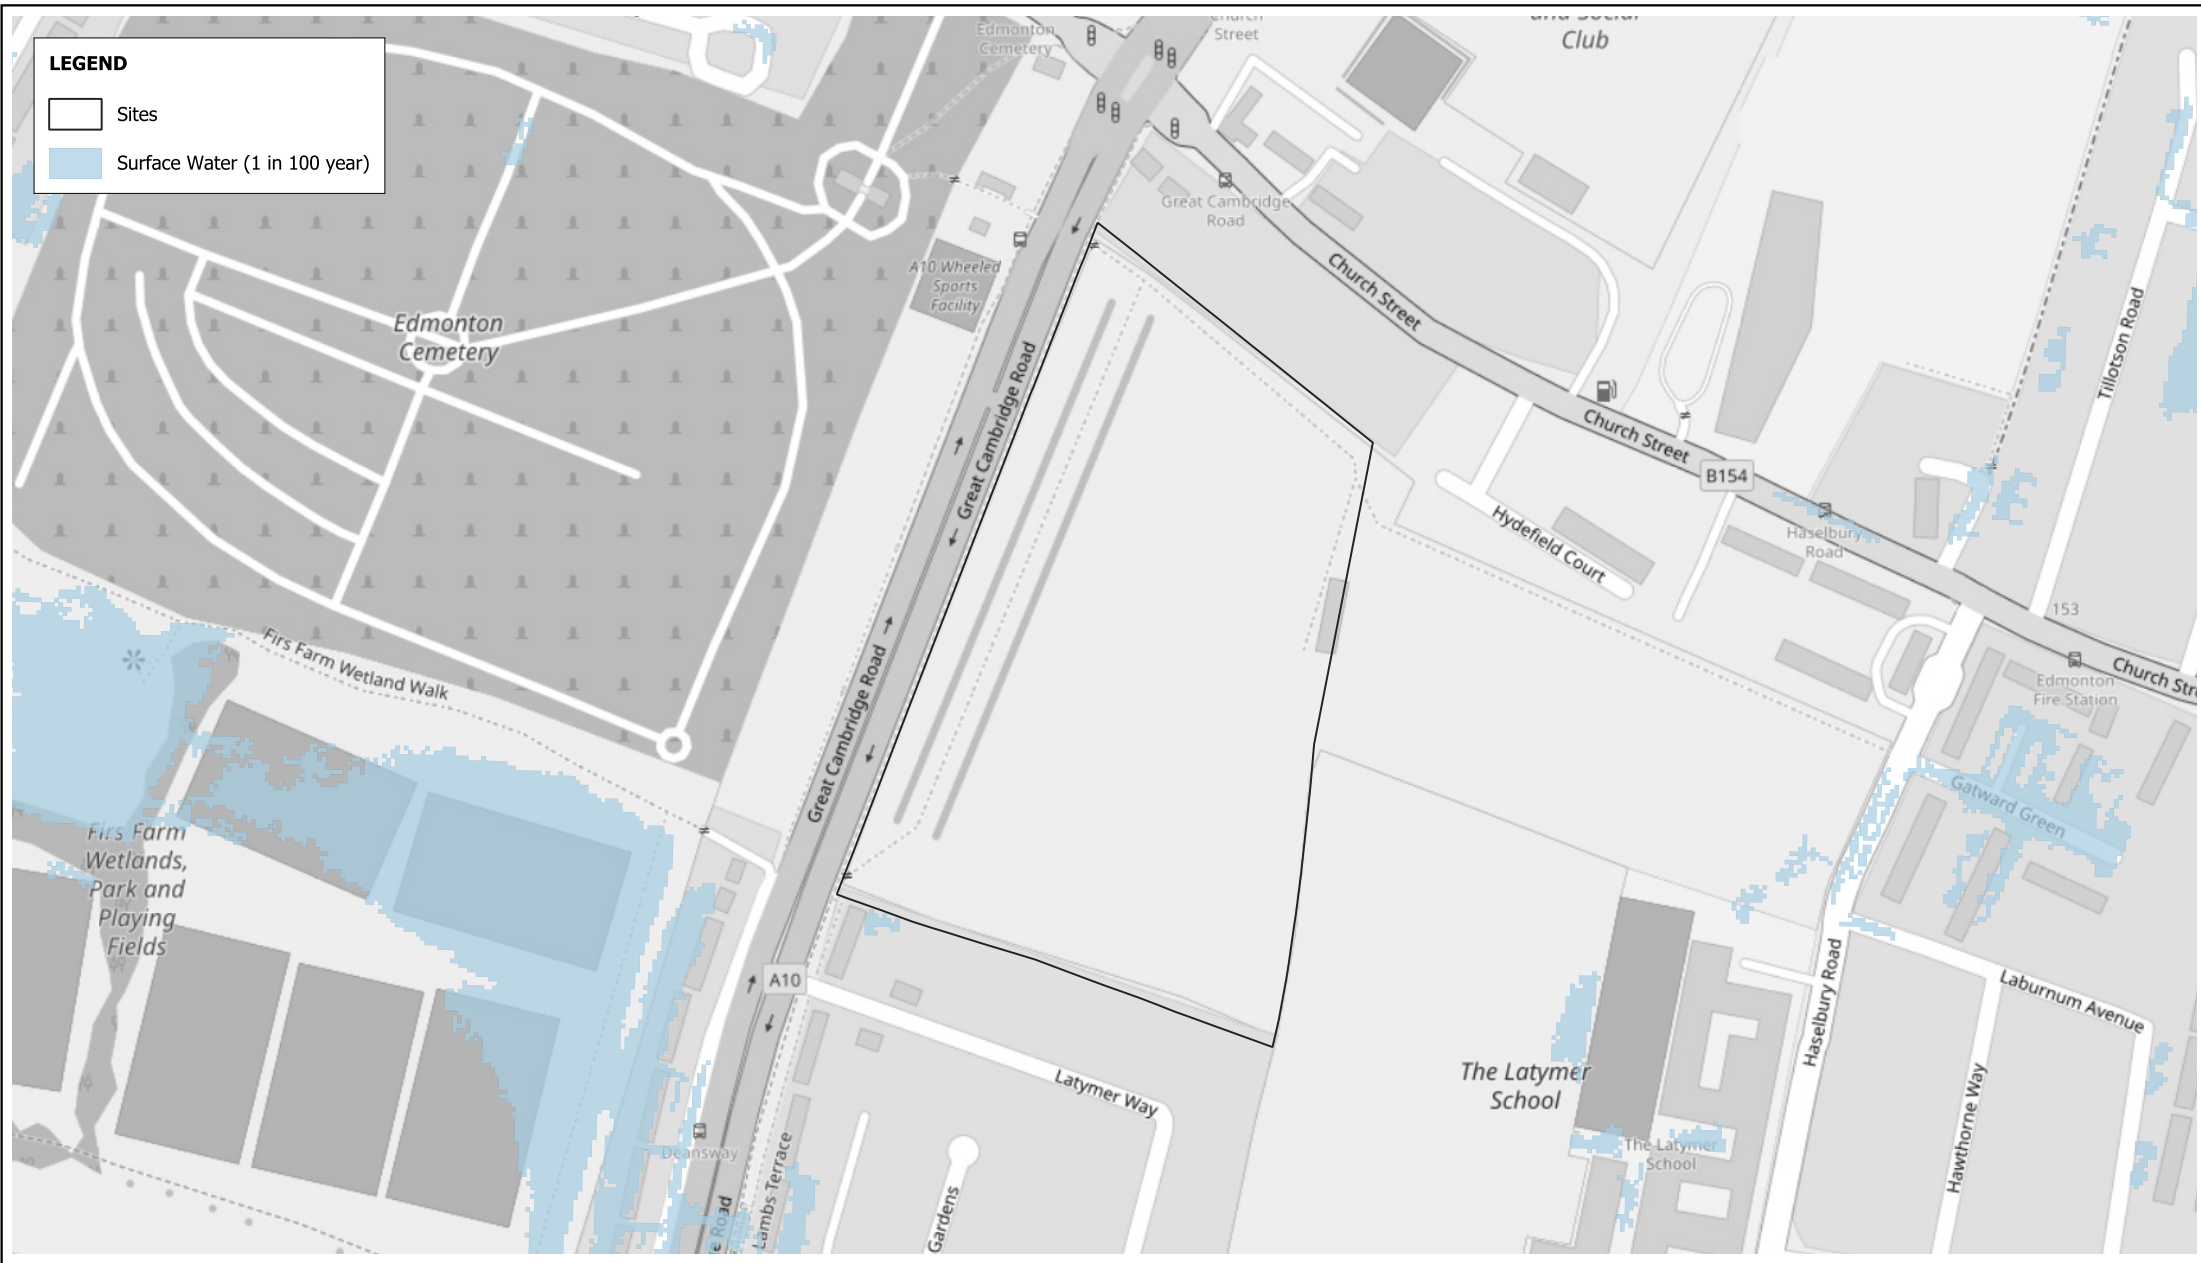 LEGEND
Sites
Surface Water (1 in 100 year)
Edmonton
Cemetery
Church
Street
and Social
Club
Great Cambridge
Road
A10 Wheeled
Sports
Facility
Church Street
Edmonton
Cemetery
Great Cambridge Road
Tillotson Road
Church Street
B154
Hydefield Court
Haselbury
Road
153
Church Str
Edmonton
Fire Station
Firs Farm Wetland Walk
Great Cambridge Road
Gatward Green
Firs Farm
Wetlands,
Park and
Playing
Fields
A10
Haselbury Road
Laburnum Avenue
Latymer Way
The Latymer
School
Hawthorne Way
The Latymer
School
Deansway
Lambs Terrace
Gardens
e Road